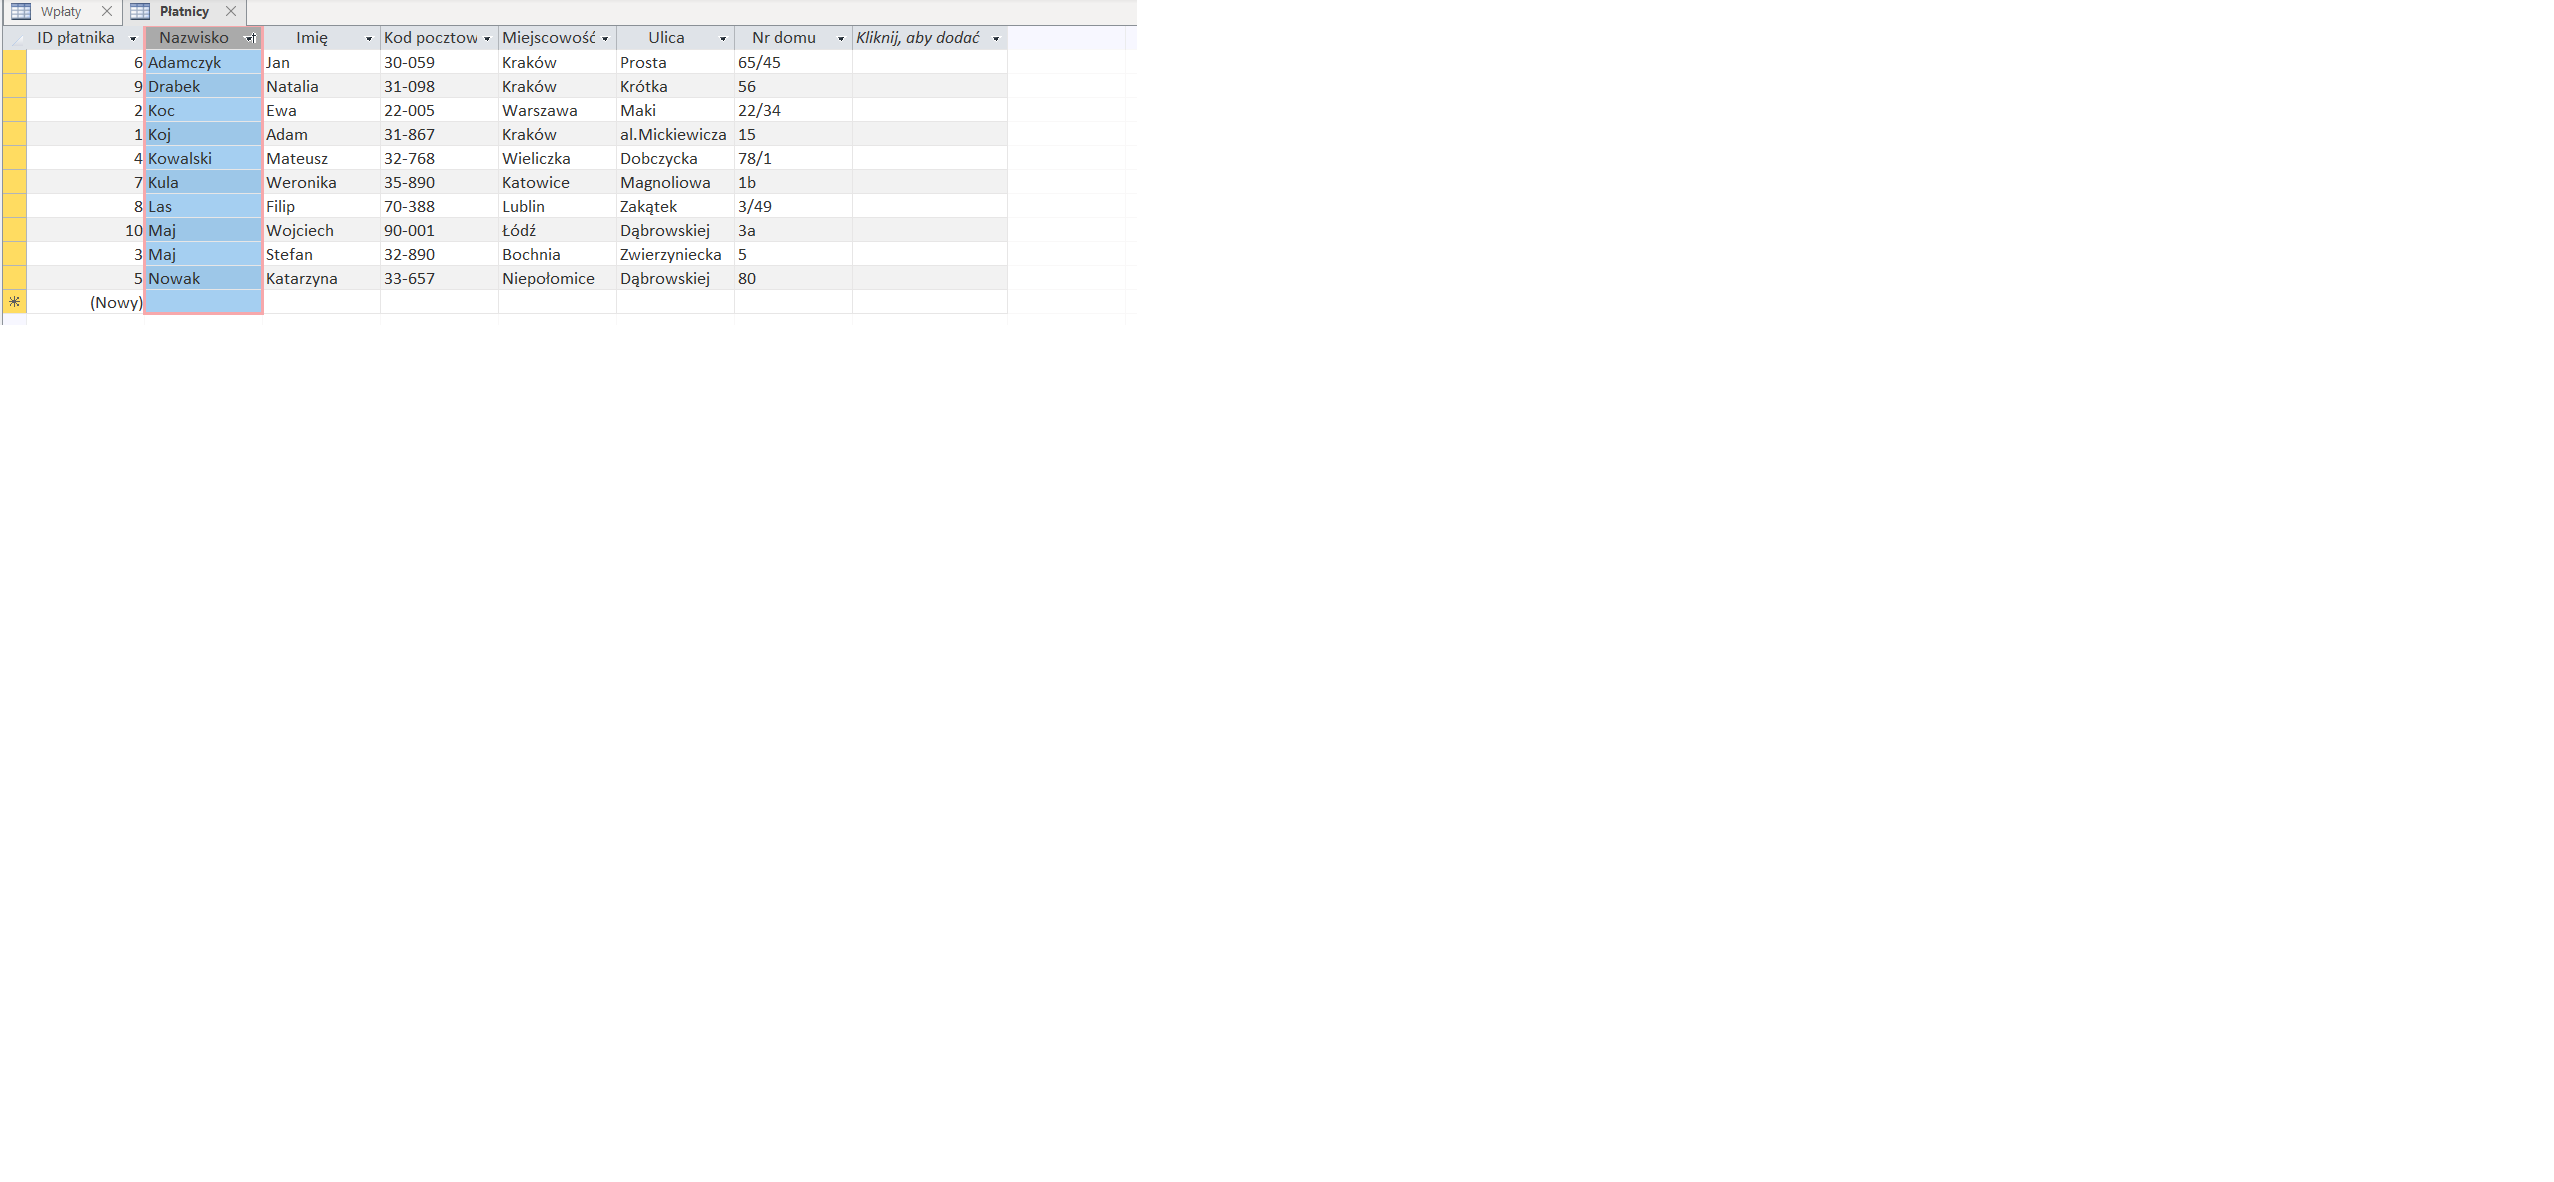 Wpłaty Płatnicy
ID płatnika Nazwisko Imię Kod pocztow Miejscowość Ulica Nr domu Kliknij, aby dodać
6 Adamczyk Jan 30-059 Kraków Prosta 65/45
9 Drabek Natalia 31-098 Kraków Krótka 56
2 Koc Ewa 22-005 Warszawa Maki 22/34
1 Koj Adam 31-867 Kraków al.Mickiewicza 15
4 Kowalski Mateusz 32-768 Wieliczka Dobczycka 78/1
7 Kula Weronika 35-890 Katowice Magnoliowa 1b
8 Las Filip 70-388 Lublin Zakątek 3/49
10 Maj Wojciech 90-001 Łódź Dąbrowskiej 3a
3 Maj Stefan 32-890 Bochnia Zwierzyniecka 5
5 Nowak Katarzyna 33-657 Niepołomice Dąbrowskiej 80
(Nowy)